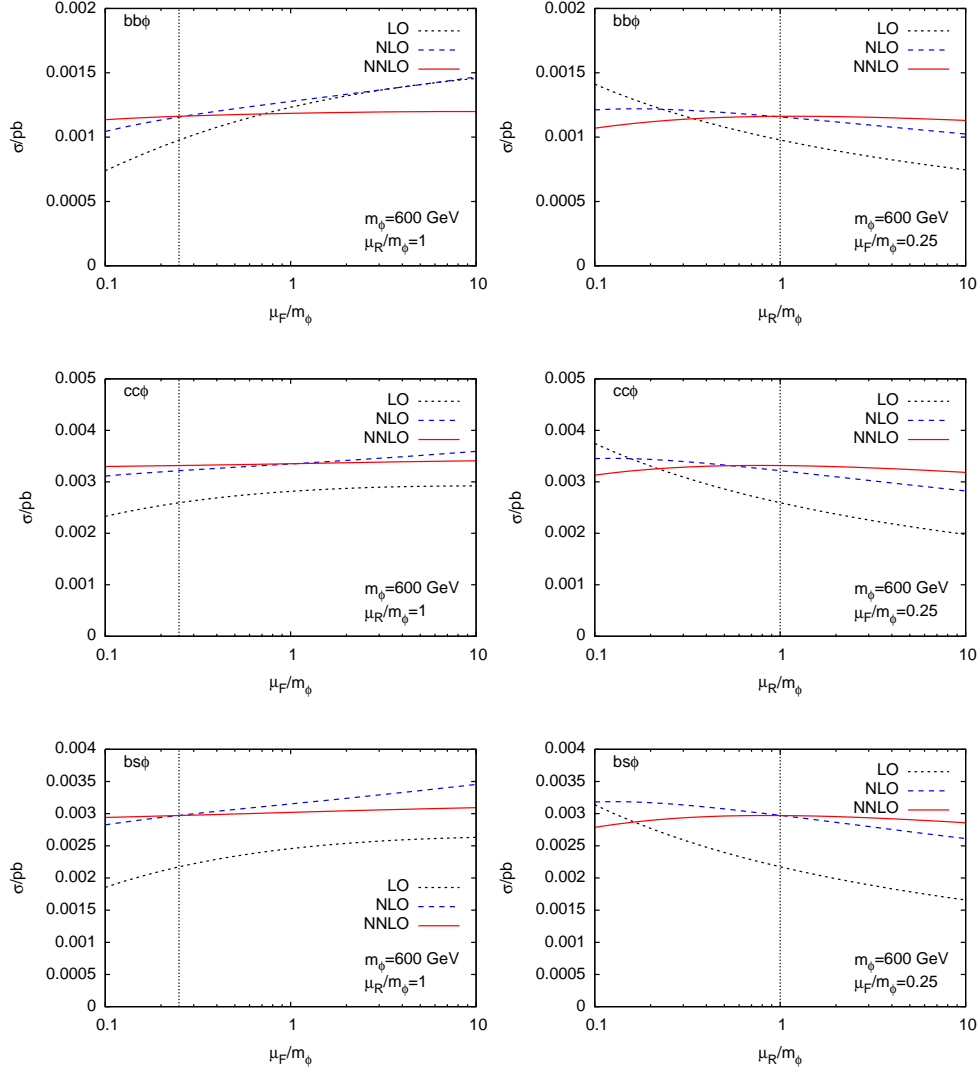 bbϕ
LO
NLO
NNLO
m_ϕ=600 GeV
μ_R/m_ϕ=1
σ/pb
0.002
0.0015
0.001
0.0005
0
0.1 1 10
μ_F/m_ϕ
bbϕ
LO
NLO
NNLO
m_ϕ=600 GeV
μ_F/m_ϕ=0.25
σ/pb
0.002
0.0015
0.001
0.0005
0
0.1 1 10
μ_R/m_ϕ
ccϕ
LO
NLO
NNLO
m_ϕ=600 GeV
μ_R/m_ϕ=1
σ/pb
0.005
0.004
0.003
0.002
0.001
0
0.1 1 10
μ_F/m_ϕ
ccϕ
LO
NLO
NNLO
m_ϕ=600 GeV
μ_F/m_ϕ=0.25
σ/pb
0.005
0.004
0.003
0.002
0.001
0
0.1 1 10
μ_R/m_ϕ
bsϕ
LO
NLO
NNLO
m_ϕ=600 GeV
μ_R/m_ϕ=1
σ/pb
0.004
0.0035
0.003
0.0025
0.002
0.0015
0.001
0.0005
0
0.1 1 10
μ_F/m_ϕ
bsϕ
LO
NLO
NNLO
m_ϕ=600 GeV
μ_F/m_ϕ=0.25
σ/pb
0.004
0.0035
0.003
0.0025
0.002
0.0015
0.001
0.0005
0
0.1 1 10
μ_R/m_ϕ